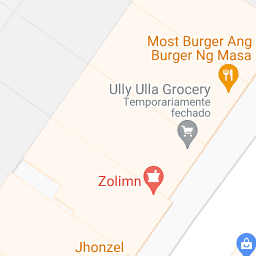 Most Burger Ang
Burger Ng Masa
Ully Ulla Grocery
Temporariamente
fechado
Zolimn
Jhonzel